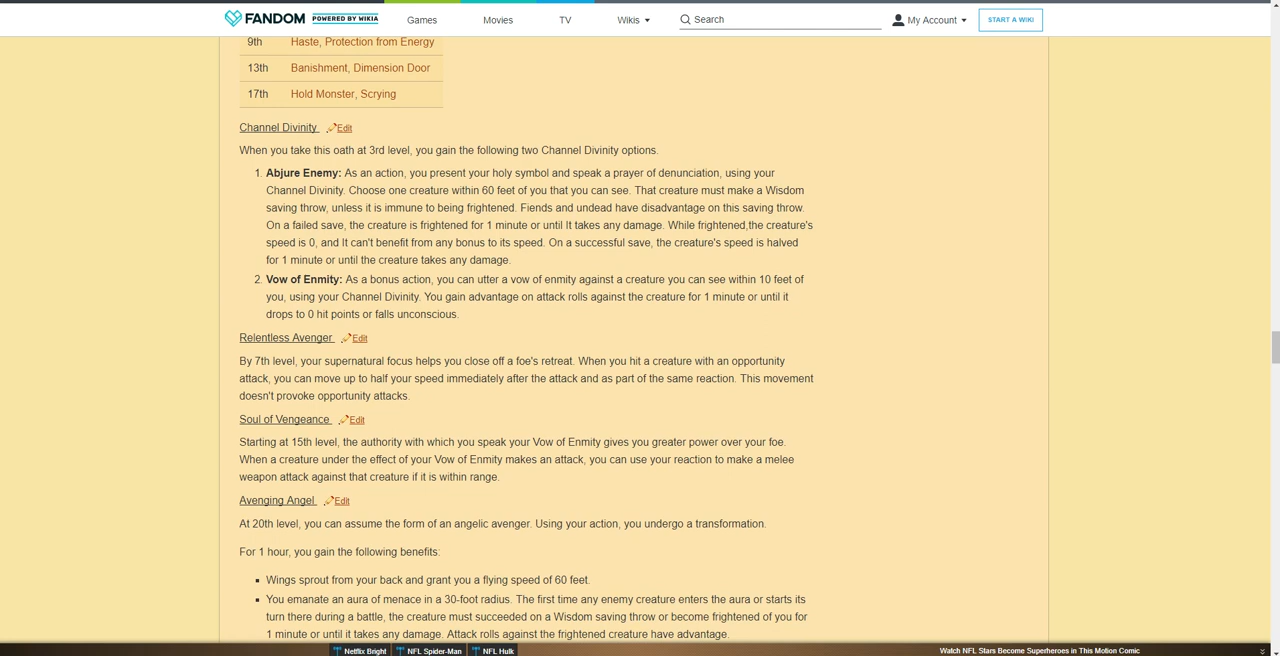 FANDOM POWERED BY WIKIA Games Movies TV Wikis Search My Account START A WIKI
9th Haste, Protection from Energy
13th Banishment, Dimension Door
17th Hold Monster, Scrying
Channel Divinity Edit
When you take this oath at 3rd level, you gain the following two Channel Divinity options.
1. Abjure Enemy: As an action, you present your holy symbol and speak a prayer of denunciation, using your
Channel Divinity. Choose one creature within 60 feet of you that you can see. That creature must make a Wisdom
saving throw, unless it is immune to being frightened. Fiends and undead have disadvantage on this saving throw.
On a failed save, the creature is frightened for 1 minute or until It takes any damage. While frightened,the creature's
speed is 0, and It can't benefit from any bonus to its speed. On a successful save, the creature's speed is halved
for 1 minute or until the creature takes any damage.
2. Vow of Enmity: As a bonus action, you can utter a vow of enmity against a creature you can see within 10 feet of
you, using your Channel Divinity. You gain advantage on attack rolls against the creature for 1 minute or until it
drops to 0 hit points or falls unconscious.
Relentless Avenger Edit
By 7th level, your supernatural focus helps you close off a foe's retreat. When you hit a creature with an opportunity
attack, you can move up to half your speed immediately after the attack and as part of the same reaction. This movement
doesn't provoke opportunity attacks.
Soul of Vengeance Edit
Starting at 15th level, the authority with which you speak your Vow of Enmity gives you greater power over your foe.
When a creature under the effect of your Vow of Enmity makes an attack, you can use your reaction to make a melee
weapon attack against that creature if it is within range.
Avenging Angel Edit
At 20th level, you can assume the form of an angelic avenger. Using your action, you undergo a transformation.
For 1 hour, you gain the following benefits:
Wings sprout from your back and grant you a flying speed of 60 feet.
You emanate an aura of menace in a 30-foot radius. The first time any enemy creature enters the aura or starts its
turn there during a battle, the creature must succeeded on a Wisdom saving throw or become frightened of you for
1 minute or until it takes any damage. Attack rolls against the frightened creature have advantage.
Netflix Bright NFL Spider-Man NFL Hulk Watch NFL Stars Become Superheroes in This Motion Comic